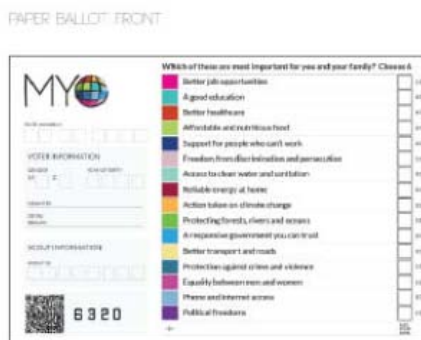 PAPER BALLOT FRONT
MY
Which of these are most important for you and your family? Choose 6
Better job opportunities
A good education
Better healthcare
Affordable and nutritious food
Support for people who can't work
Freedom from discrimination and persecution
Access to clean water and sanitation
Reliable energy at home
Action taken on climate change
Protecting forests, rivers and oceans
A responsive government you can trust
Better transport and roads
Protection against crime and violence
Equality between men and women
Phone and internet access
Political freedoms
VOTER INFORMATION
GENDER
COUNTRY
SCOUT INFORMATION
6320